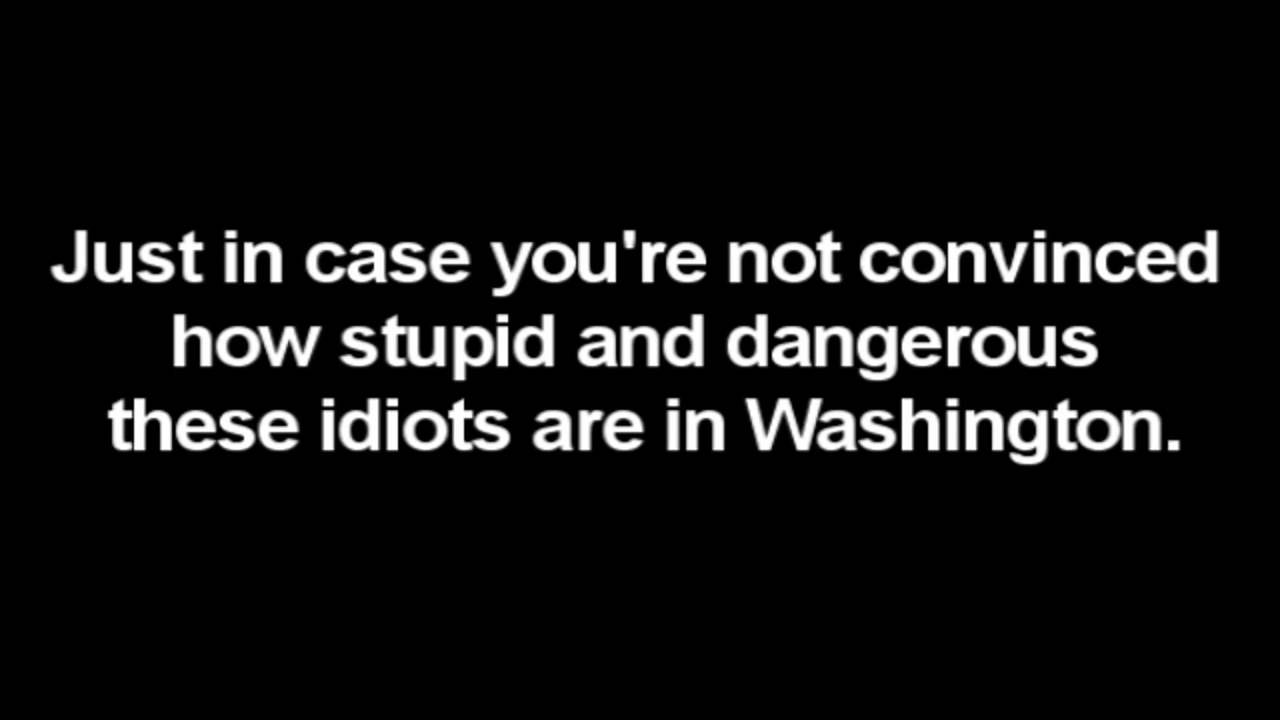 Just in case you're not convinced
how stupid and dangerous
these idiots are in Washington.